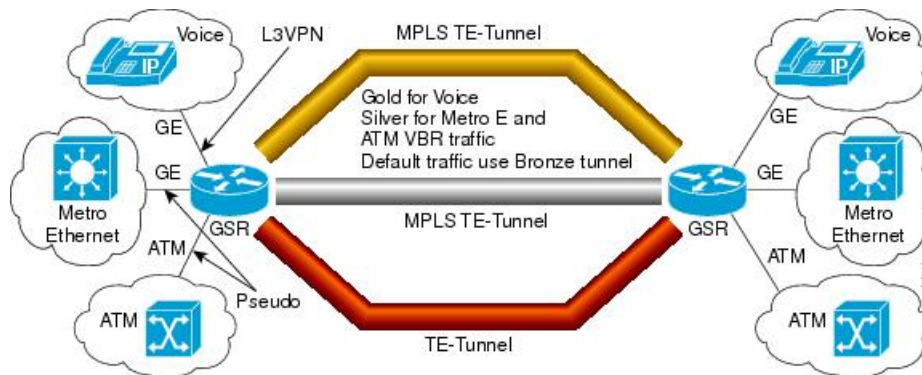 Voice
IP
L3VPN
MPLS TE-Tunnel
Voice
IP
GE
GE
Gold for Voice
Silver for Metro E and
ATM VBR traffic
Default traffic use Bronze tunnel
GE
GE
Metro
Ethernet
GSR
MPLS TE-Tunnel
GSR
Metro
Ethernet
ATM
ATM
ATM
Pseudo
TE-Tunnel
ATM